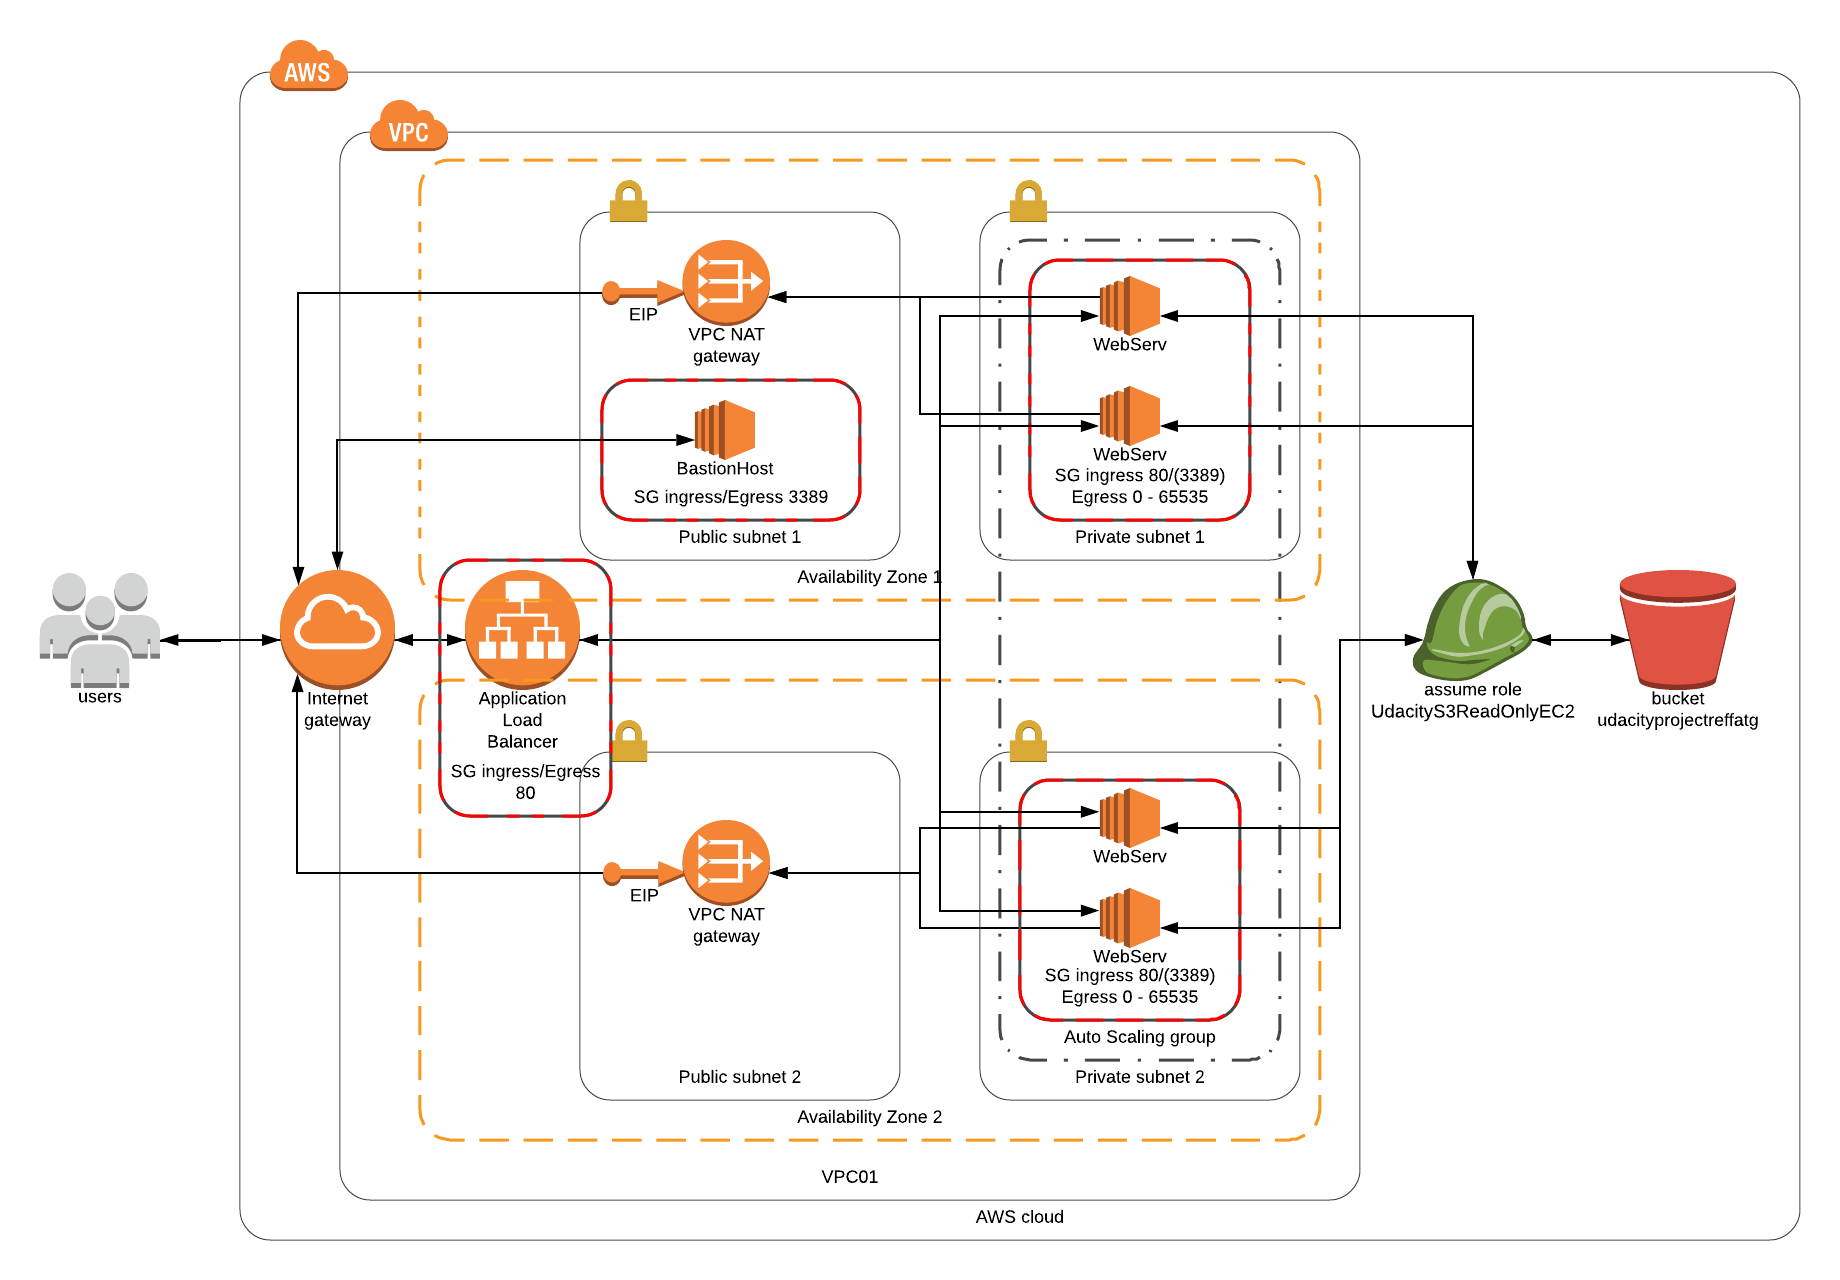 AWS
VPC
EIP
VPC NAT
gateway
BastionHost
SG ingress/Egress 3389
Public subnet 1
WebServ
WebServ
SG ingress 80/(3389)
Egress 0 - 65535
Private subnet 1
Availability Zone 1
users
Internet
gateway
Application
Load
Balancer
SG ingress/Egress
80
assume role
UdacityS3ReadOnlyEC2
bucket
udacityprojectreffatg
EIP
VPC NAT
gateway
Public subnet 2
WebServ
WebServ
SG ingress 80/(3389)
Egress 0 - 65535
Auto Scaling group
Private subnet 2
Availability Zone 2
VPC01
AWS cloud